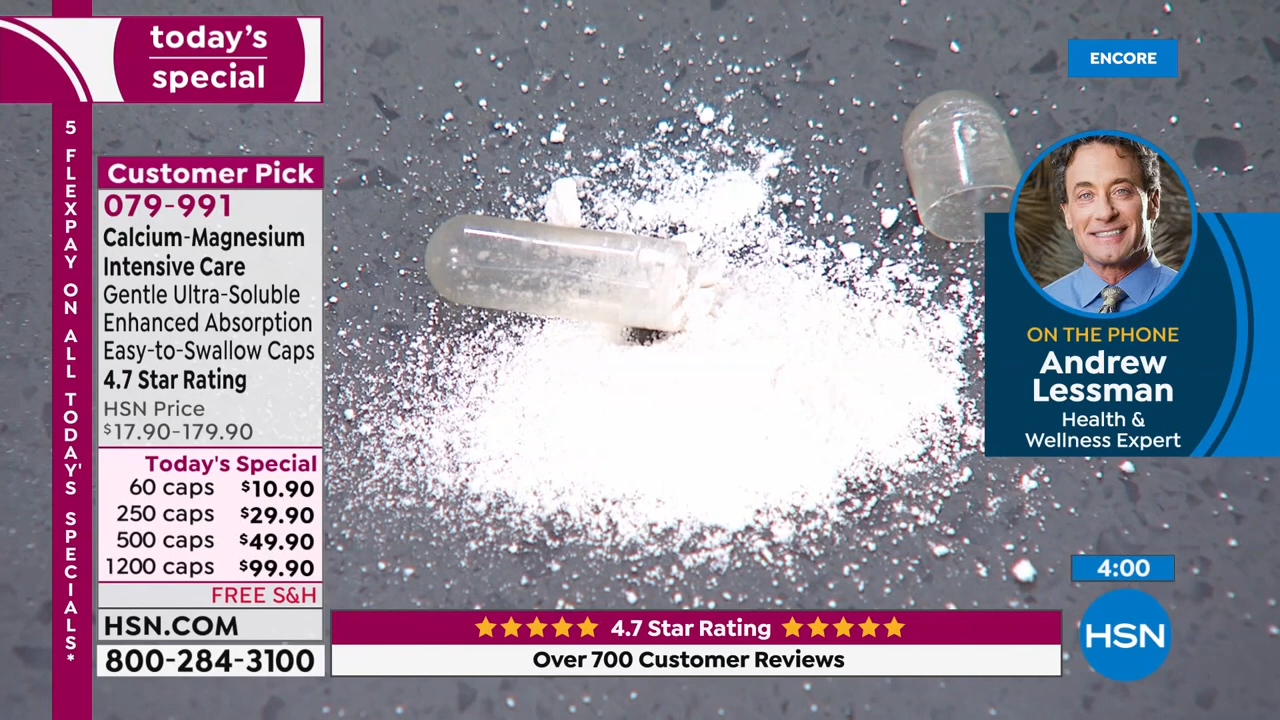 today's
special
5 FLEXPAY ON ALL TODAY'S SPECIALS*
Customer Pick
079-991
Calcium-Magnesium
Intensive Care
Gentle Ultra-Soluble
Enhanced Absorption
Easy-to-Swallow Caps
4.7 Star Rating
HSN Price
$17.90-179.90
Today's Special
60 caps $10.90
250 caps $29.90
500 caps $49.90
1200 caps $99.90
FREE S&H
HSN.COM
800-284-3100
ENCORE
ON THE PHONE
Andrew
Lessman
Health &
Wellness Expert
4:00
HSN
4.7 Star Rating
Over 700 Customer Reviews